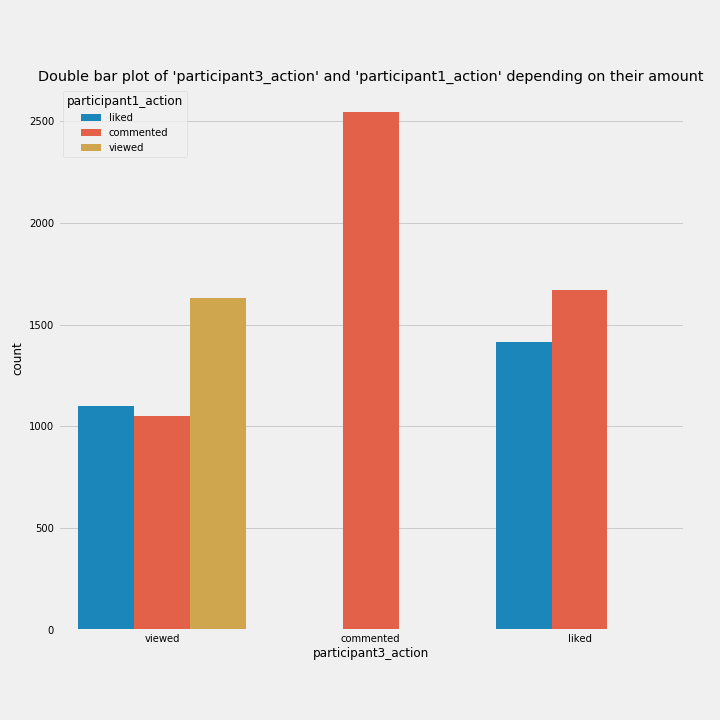 Double bar plot of 'participant3_action' and 'participant1_action' depending on their amount
participant1_action
liked
commented
viewed
2500
2000
1500
1000
500
0
count
viewed
commented
liked
participant3_action